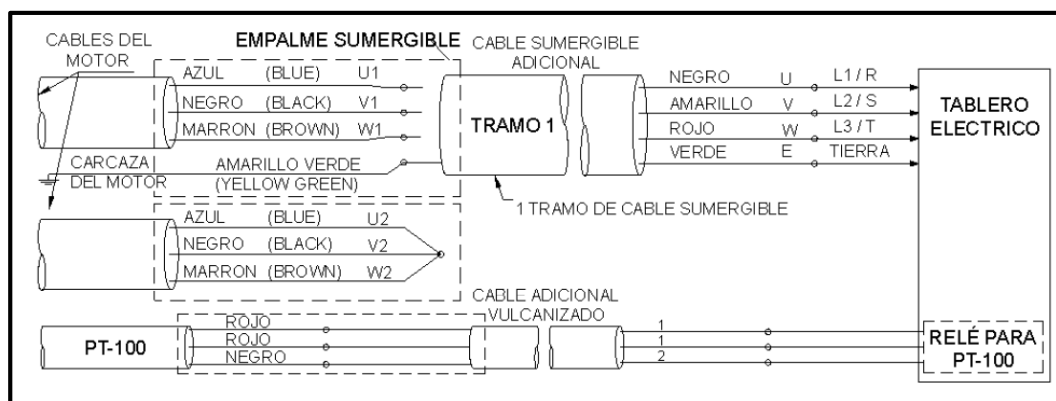 CABLES DEL
MOTOR
EMPALME SUMERGIBLE
CABLE SUMERGIBLE
ADICIONAL
AZUL (BLUE) U1
NEGRO (BLACK) V1
MARRON (BROWN) W1
CARCAZA
DEL MOTOR
AMARILLO VERDE
(YELLOW GREEN)
TRAMO 1
NEGRO U L1 / R
AMARILLO V L2 / S
ROJO W L3 / T
VERDE E TIERRA
TABLERO
ELECTRICO
1 TRAMO DE CABLE SUMERGIBLE
AZUL (BLUE) U2
NEGRO (BLACK) V2
MARRON (BROWN) W2
CABLE ADICIONAL
VULCANIZADO
PT-100
ROJO
ROJO
NEGRO
1
1
2
RELÉ PARA
PT-100